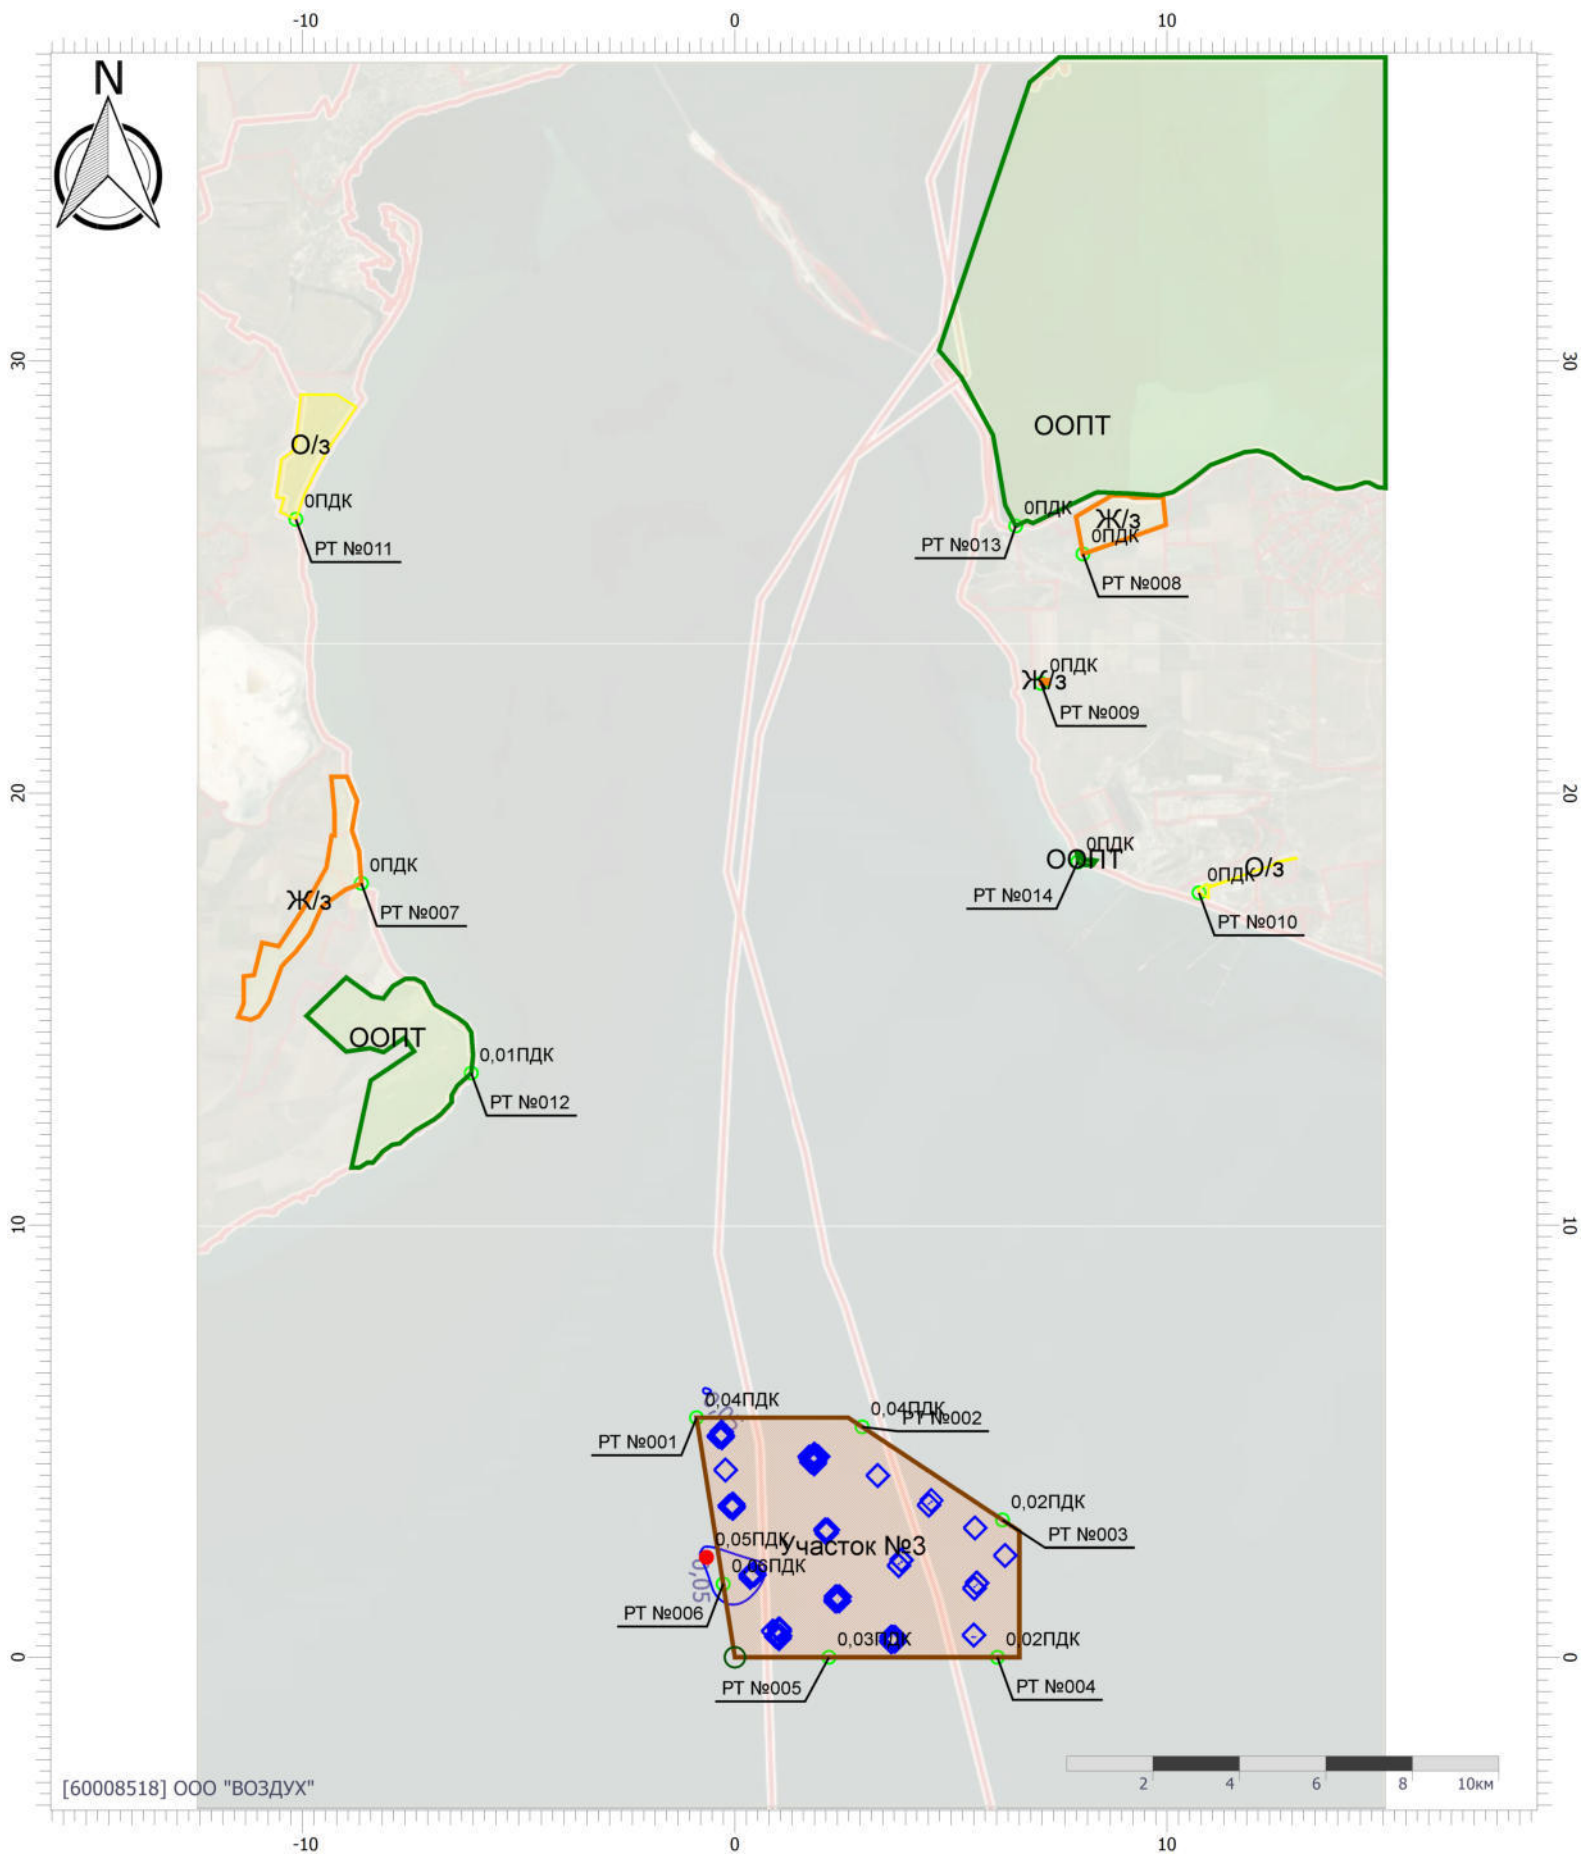 -10 0 10
N
30 30
ООПТ
О/з
0ПДК
РТ №011
0ПДК
Ж/з
0ПДК
РТ №013
РТ №008
0ПДК
Ж/з
РТ №009
20 20
0ПДК
ООПТ
О/з
0ПДК
РТ №014
РТ №010
0ПДК
Ж/з
РТ №007
ООПТ
0,01ПДК
РТ №012
10 10
0,04ПДК
0,04ПДК
РТ №002
РТ №001
0,02ПДК
РТ №003
0,05ПДК
Участок №3
0,06ПДК
0,05
РТ №006
0,03ПДК
0,02ПДК
0 0
РТ №005
РТ №004
2 4 6 8 10км
[60008518] ООО "ВОЗДУХ"
-10 0 10